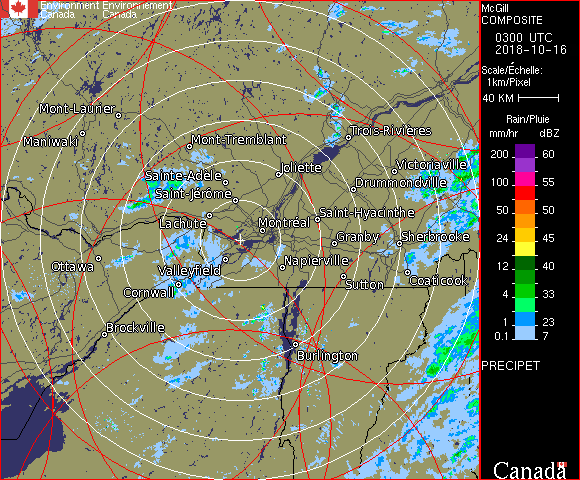 Environment Environnement
Canada Canada
McGill
COMPOSITE
0300 UTC
2018-10-16
Scale/Échelle:
1km/Pixel
40 KM
Rain/Pluie
mm/hr dBZ
200 60
150 57
100 55
50 50
24 45
12 40
4 33
1 23
0.1 7
PRECIPET
Canada
Mont-Laurier
Maniwaki
Mont-Tremblant
Trois-Rivières
Joliette
Victoriaville
Sainte-Adèle
Drummondville
Saint-Jérôme
Saint-Hyacinthe
Lachute
Montréal
Granby
Sherbrooke
Ottawa
Valleyfield
Napierville
Cornwall
Sutton
Coaticook
Brockville
Burlington